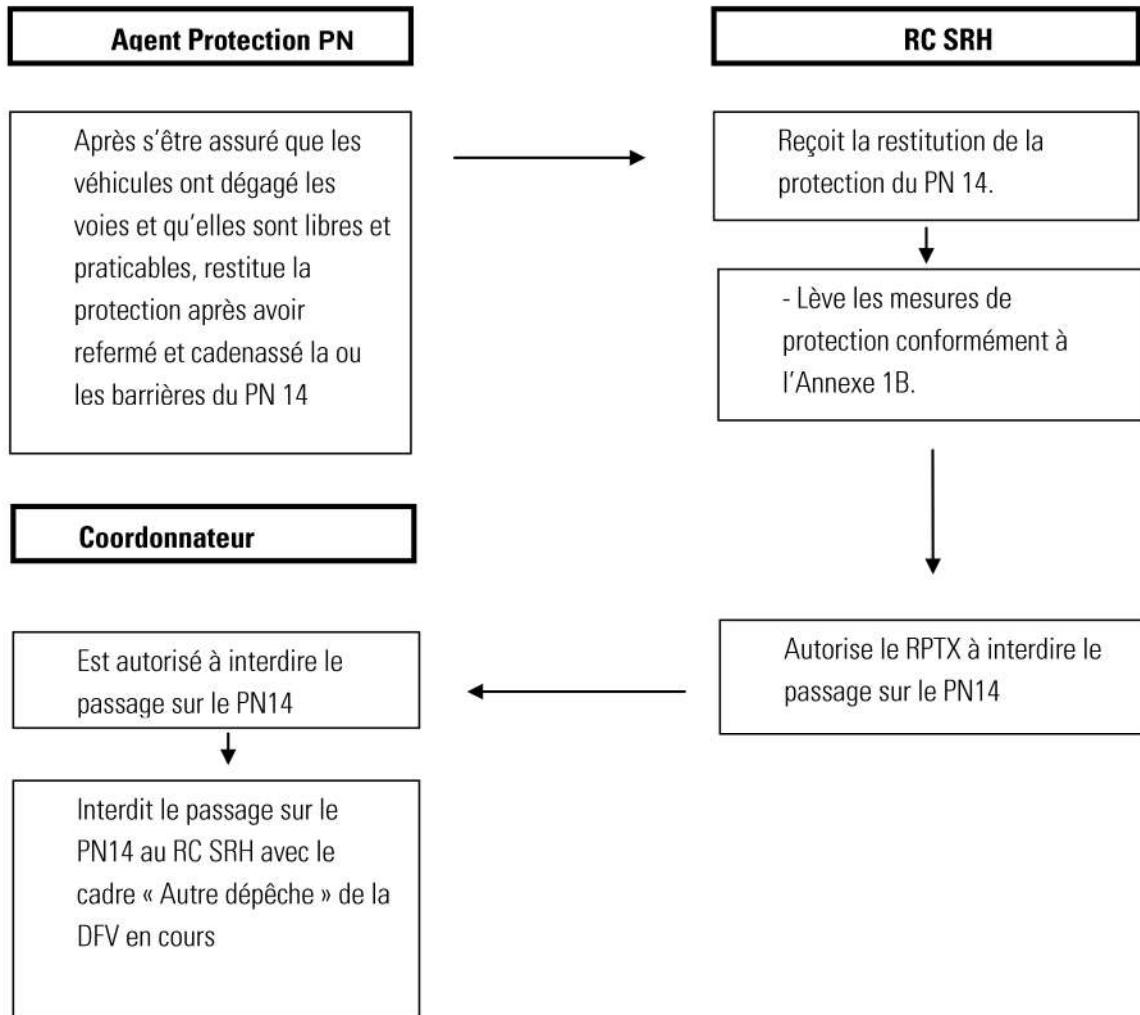 Agent Protection PN
RC SRH
Après s'être assuré que les
véhicules ont dégagé les
voies et qu'elles sont libres et
praticables, restitue la
protection après avoir
refermé et cadenassé la ou
les barrières du PN 14
Reçoit la restitution de la
protection du PN 14.
- Lève les mesures de
protection conformément à
l'Annexe 1B.
Coordonnateur
Autorise le RPTX à interdire le
passage sur le PN14
Est autorisé à interdire le
passage sur le PN14
Interdit le passage sur le
PN14 au RC SRH avec le
cadre « Autre dépêche » de la
DFV en cours